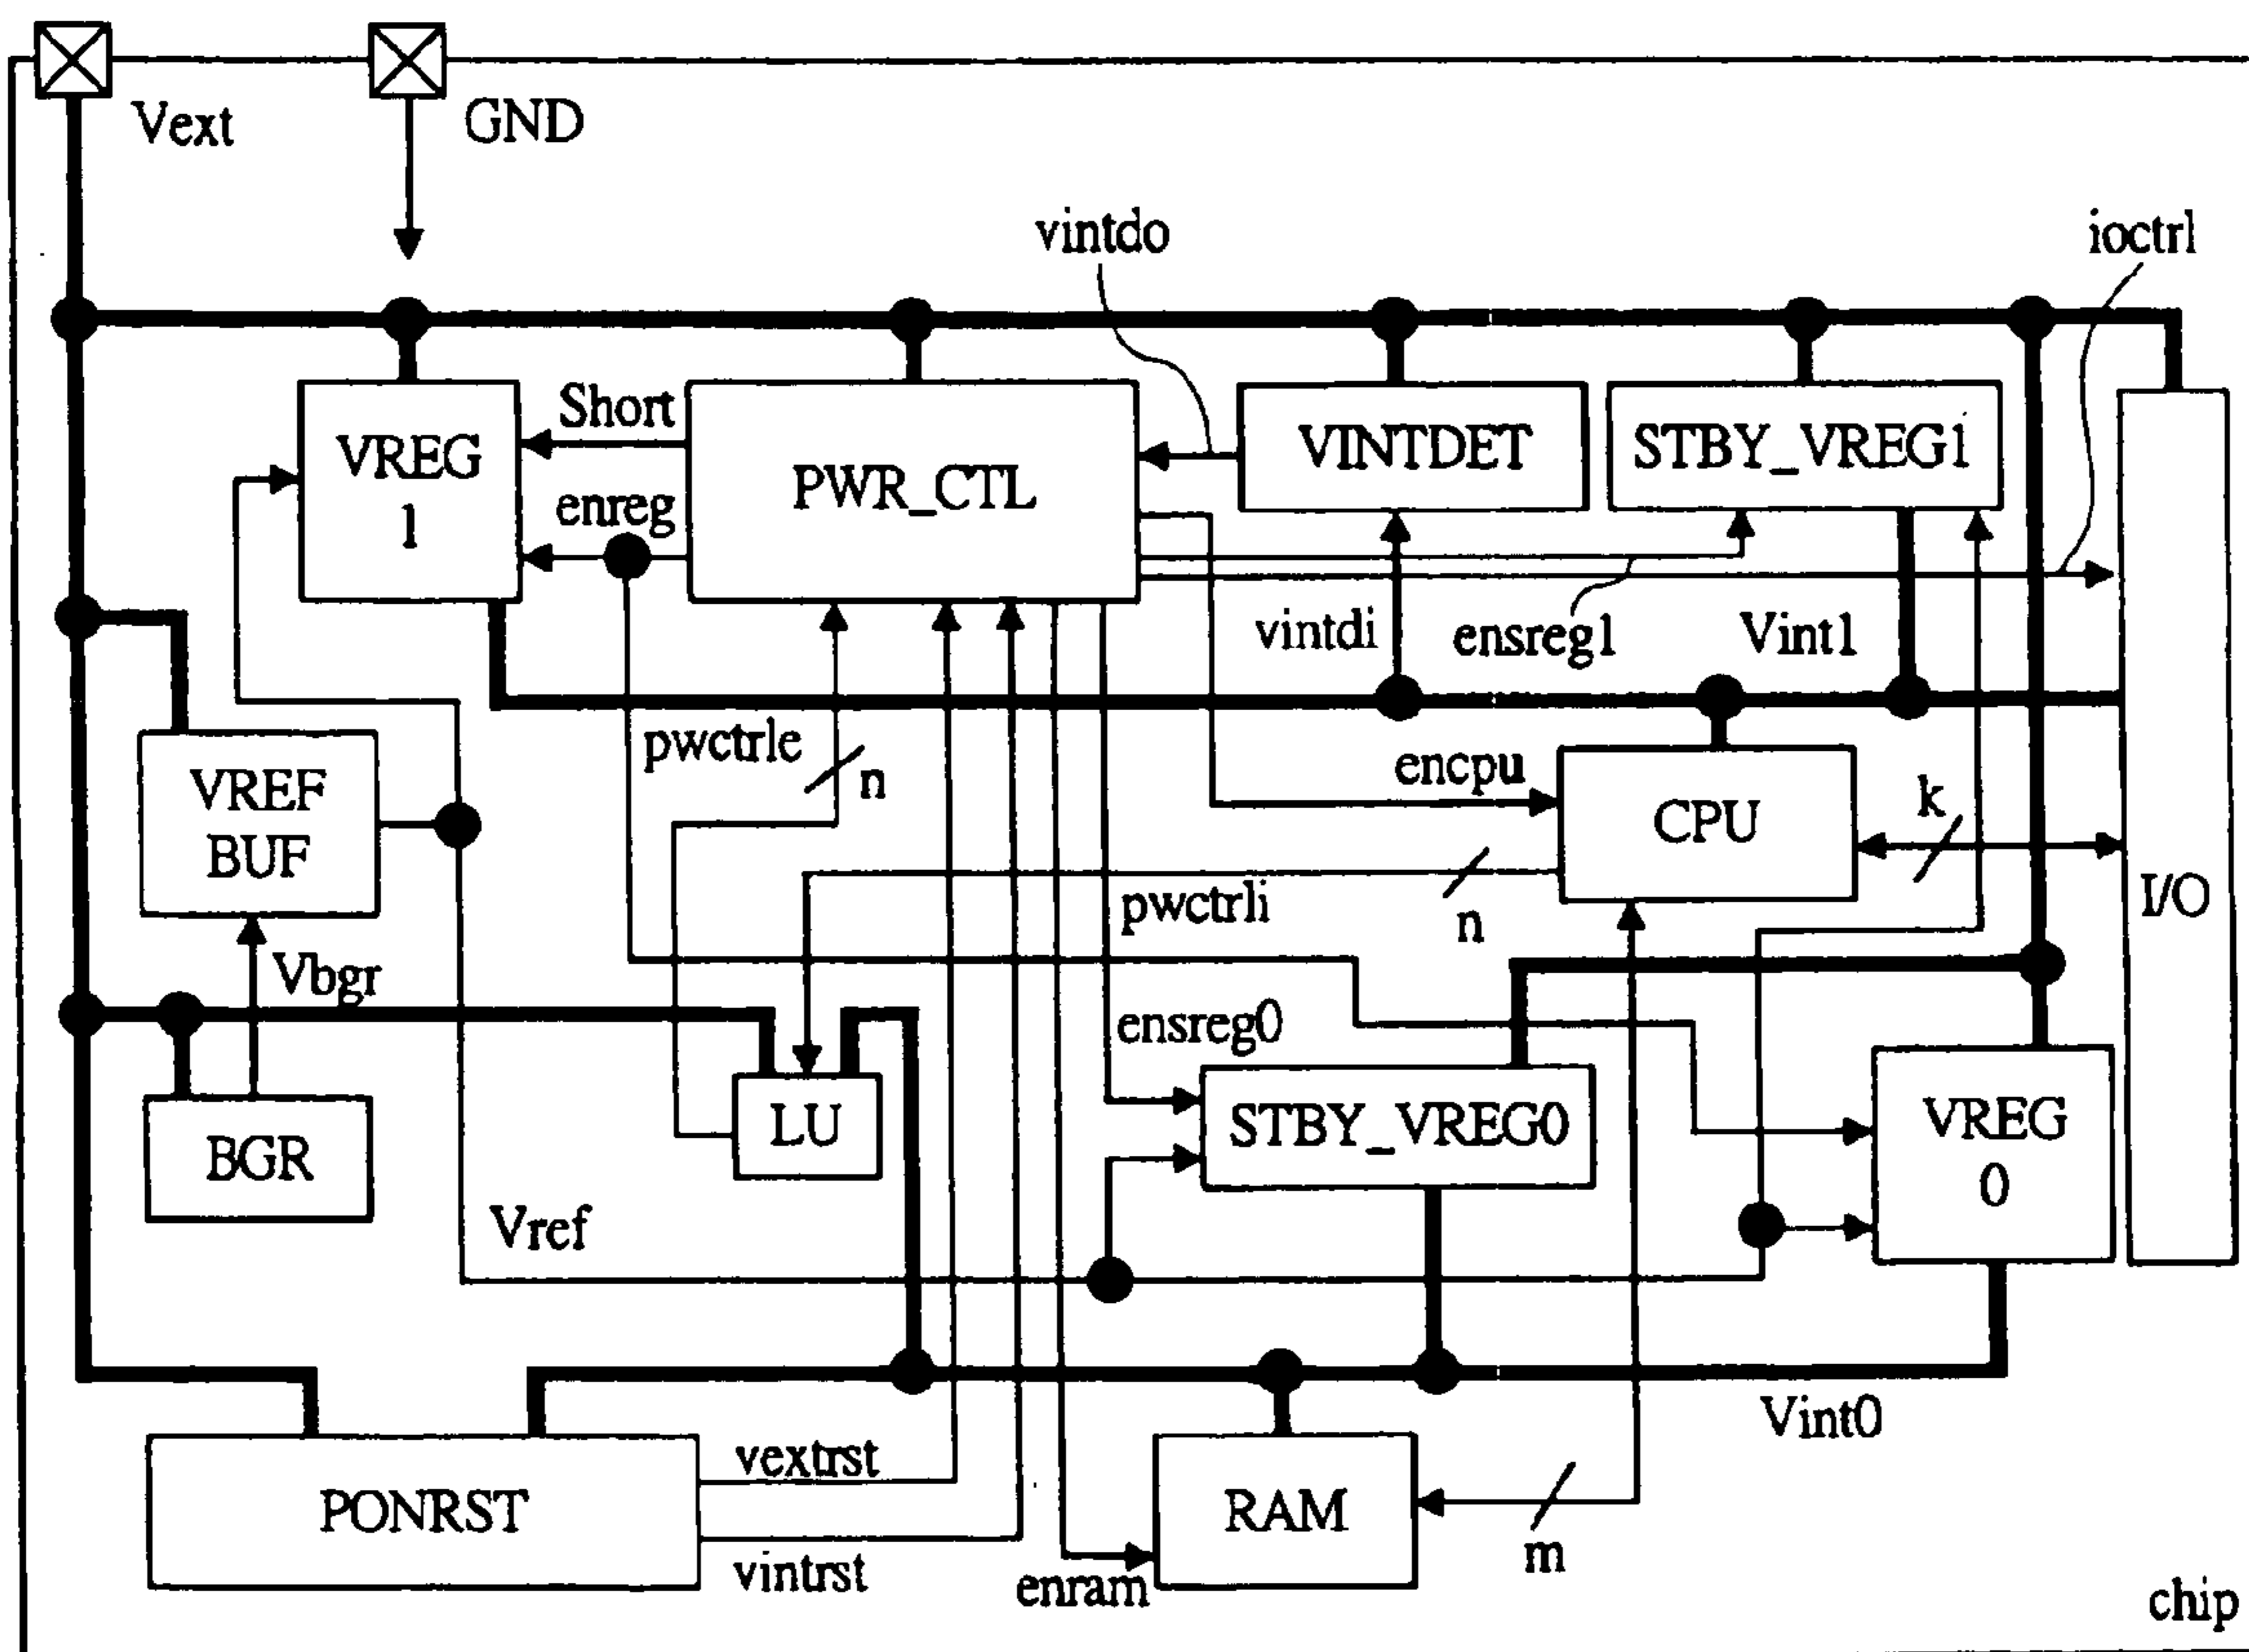 Vext
GND
vintdo
ioctrl
Short
VREG
1
enreg
PWR_CTL
VINTDET
STBY_VREG1
vintdi
ensreg1
Vint1
pwctrle
n
encpu
VREF
BUF
CPU
k
I/O
pwctrli
n
Vbgr
ensreg0
LU
STBY_VREG0
VREG
0
BGR
Vref
Vint0
vextrst
PONRST
RAM
m
vintrst
enram
chip